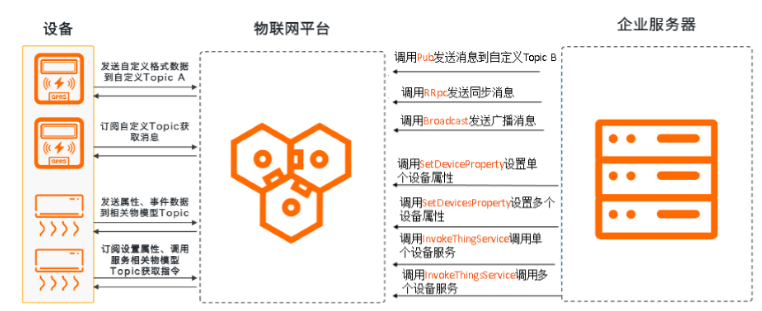 设备
物联网平台
企业服务器
发送自定义格式数据
到自定义Topic A
订阅自定义Topic获
取消息
发送属性、事件数据
到相关物模型Topic
订阅设置属性、调用
服务相关物模型
Topic获取指令
GPRS
GPRS
调用Pub发送消息到自定义Topic B
调用RRpc发送同步消息
调用Broadcast发送广播消息
调用SetDeviceProperty设置单
个设备属性
调用SetDevicesProperty设置多个
设备属性
调用InvokeThingService调用单
个设备服务
调用InvokeThingsService调用多
个设备服务